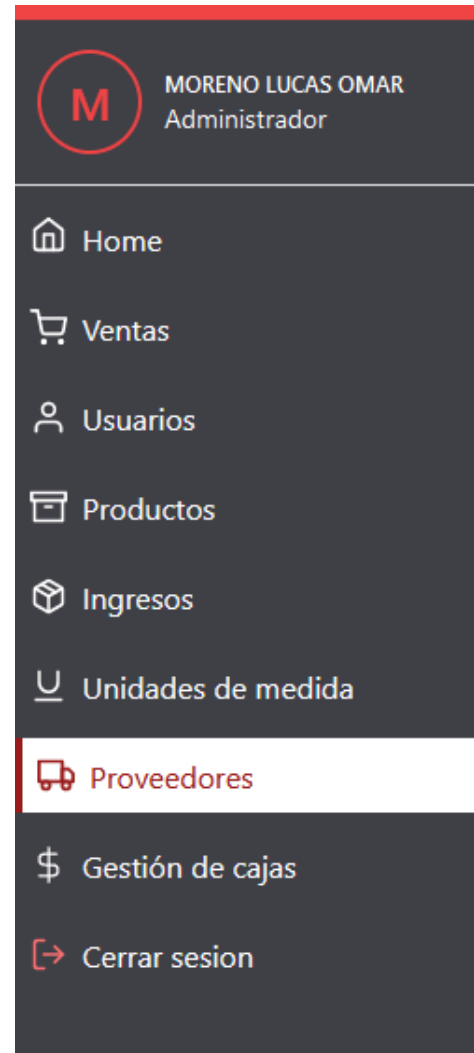 M
MORENO LUCAS OMAR
Administrador
Home
Ventas
Usuarios
Productos
Ingresos
Unidades de medida
Proveedores
Gestión de cajas
Cerrar sesion